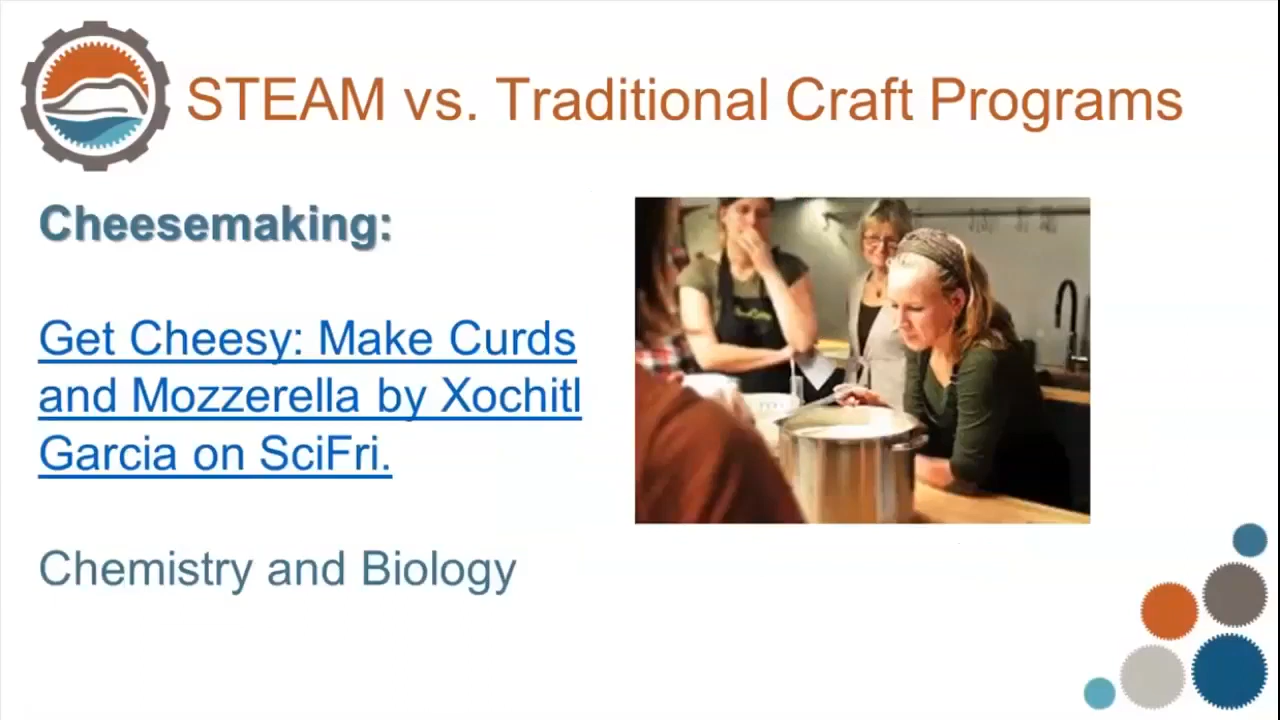 STEAM vs. Traditional Craft Programs
Cheesemaking:
Get Cheesy: Make Curds
and Mozzerella by Xochitl
Garcia on SciFri.
Chemistry and Biology